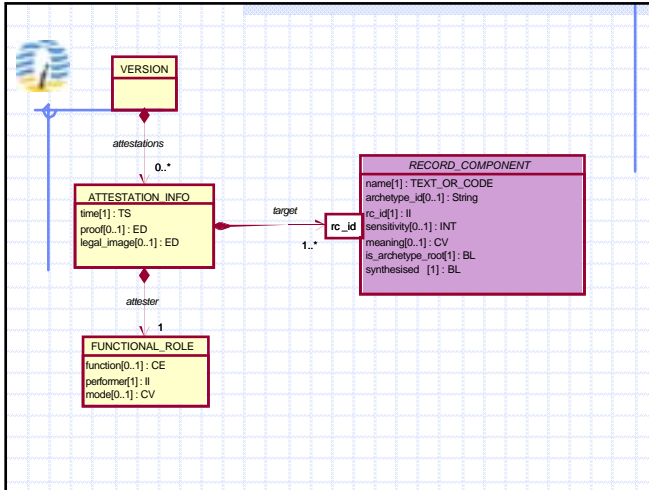 VERSION
attestations
0..*
ATTESTATION_INFO
time[1] : TS
proof[0..1] : ED
legal_image[0..1] : ED
target
1..*
rc_id
RECORD_COMPONENT
name[1] : TEXT_OR_CODE
archetype_id[0..1] : String
rc_id[1] : II
sensitivity[0..1] : INT
meaning[0..1] : CV
is_archetype_root[1] : BL
synthesised [1] : BL
attester
1
FUNCTIONAL_ROLE
function[0..1] : CE
performer[1] : II
mode[0..1] : CV